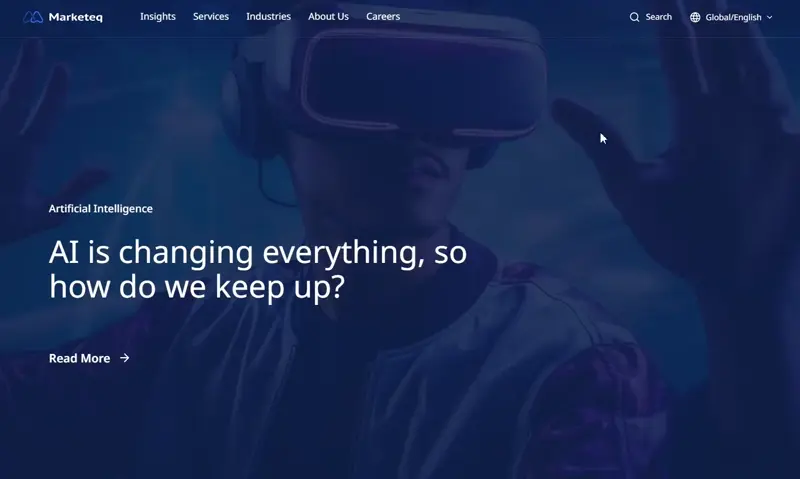 Marketeq
Insights Services Industries About Us Careers
Search
Global/English
Artificial Intelligence
AI is changing everything, so
how do we keep up?
Read More